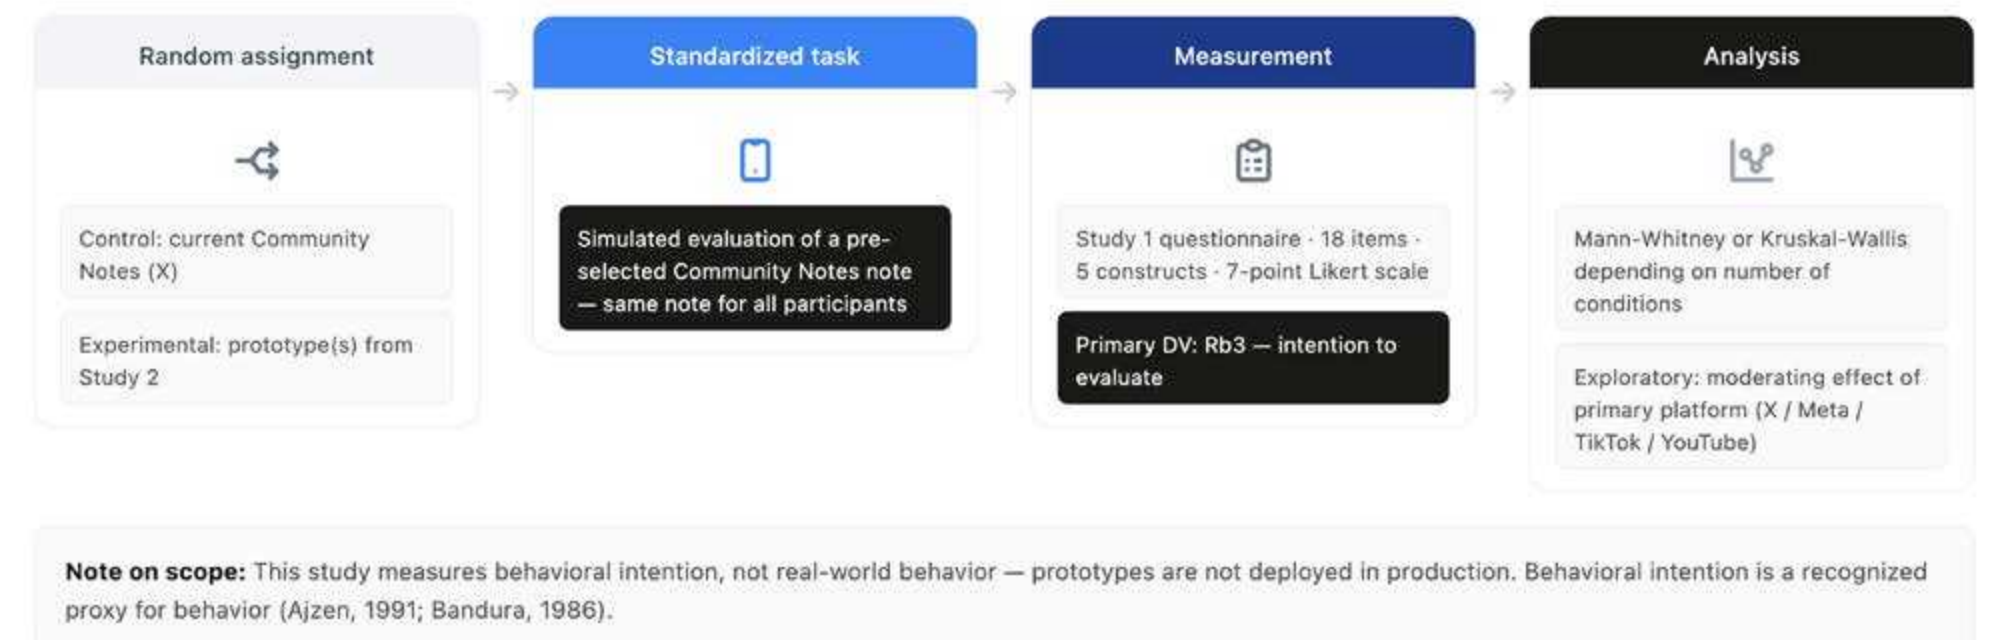 Random assignment
Control: current Community
Notes (X)
Experimental: prototype(s) from
Study 2
Standardized task
Simulated evaluation of a pre-
selected Community Notes note
— same note for all participants
Measurement
Study 1 questionnaire · 18 items ·
5 constructs · 7-point Likert scale
Primary DV: Rb3 — intention to
evaluate
Analysis
Mann-Whitney or Kruskal-Wallis
depending on number of
conditions
Exploratory: moderating effect of
primary platform (X / Meta /
TikTok / YouTube)
Note on scope: This study measures behavioral intention, not real-world behavior — prototypes are not deployed in production. Behavioral intention is a recognized
proxy for behavior (Ajzen, 1991; Bandura, 1986).